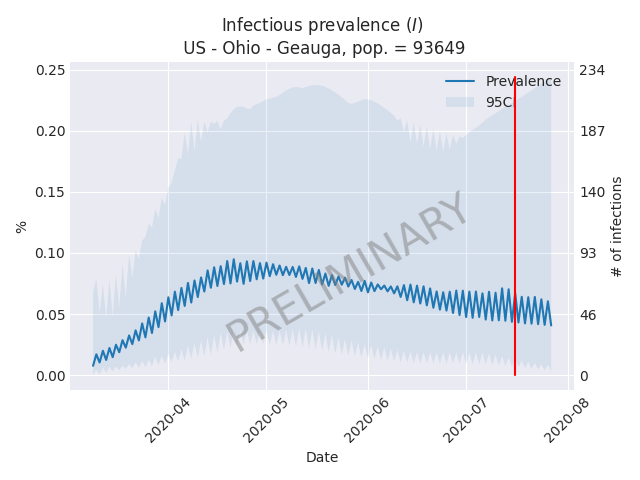 Infectious prevalence (I)
US - Ohio - Geauga, pop. = 93649
0.25
0.20
0.15
0.10
0.05
0.00
%
234
187
140
93
46
0
# of infections
Prevalence
95CI
PRELIMINARY
2020-04
2020-05
2020-06
2020-07
2020-08
Date